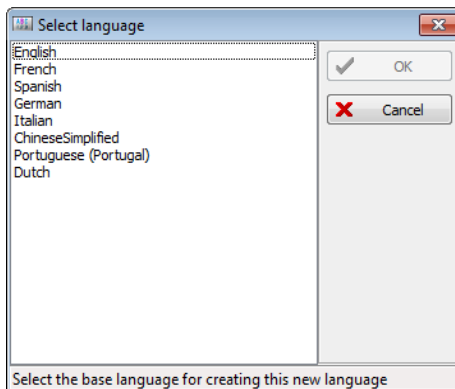 Select language
English
French
Spanish
German
Italian
ChineseSimplified
Portuguese (Portugal)
Dutch
OK
Cancel
Select the base language for creating this new language